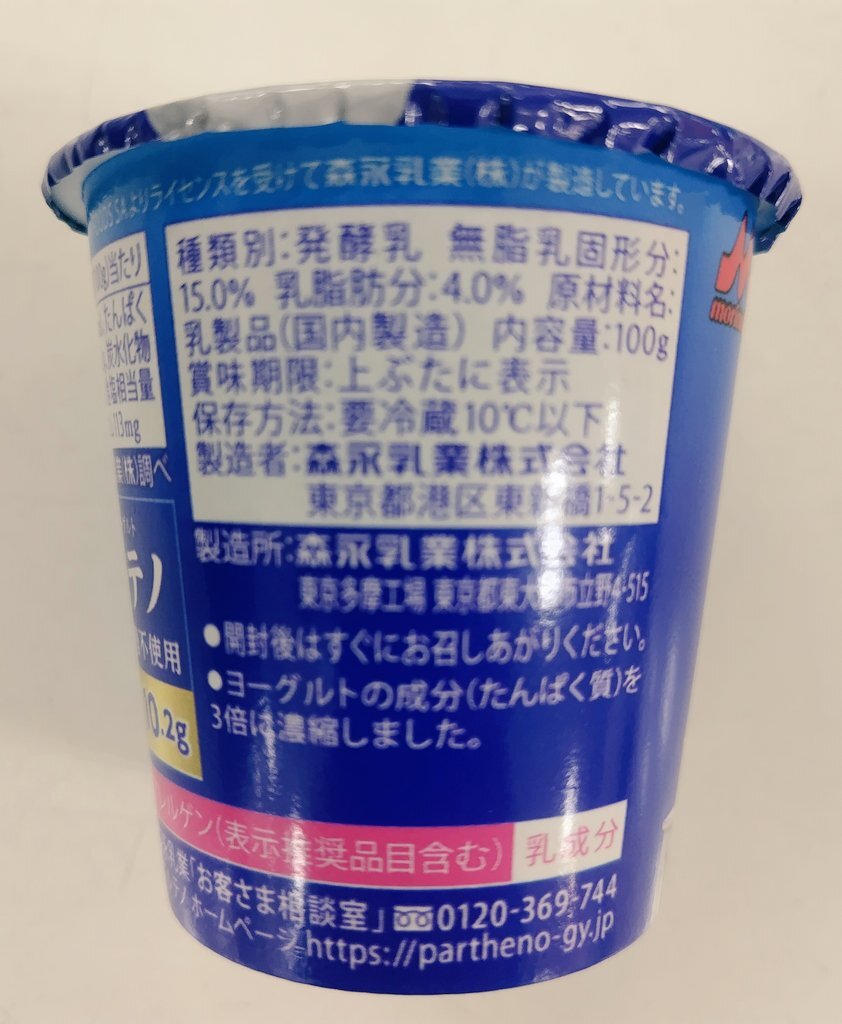 SAよりライセンスを受けて森永乳業(株)が製造しています。
種類別:発酵乳 無脂乳固形分:
15.0% 乳脂肪分:4.0% 原材料名:
乳製品(国内製造) 内容量:100g
賞味期限:上ぶたに表示
保存方法:要冷蔵10℃以下
製造者:森永乳業株式会社
東京都港区東新橋1-5-2
製造所:森永乳業株式会社
東京多摩工場 東京都東大和市立野4-515
●開封後はすぐにお召しあがりください。
●ヨーグルトの成分(たんぱく質)を
3倍に濃縮しました。
当たり
たんぱく
炭水化物
相当量
113mg
(株)調べ
テノ
不使用
10.2g
レルゲン(表示推奨品目含む) 乳成分
乳業「お客さま相談室」 0120-369-744
ホームページ https://partheno-gy.jp